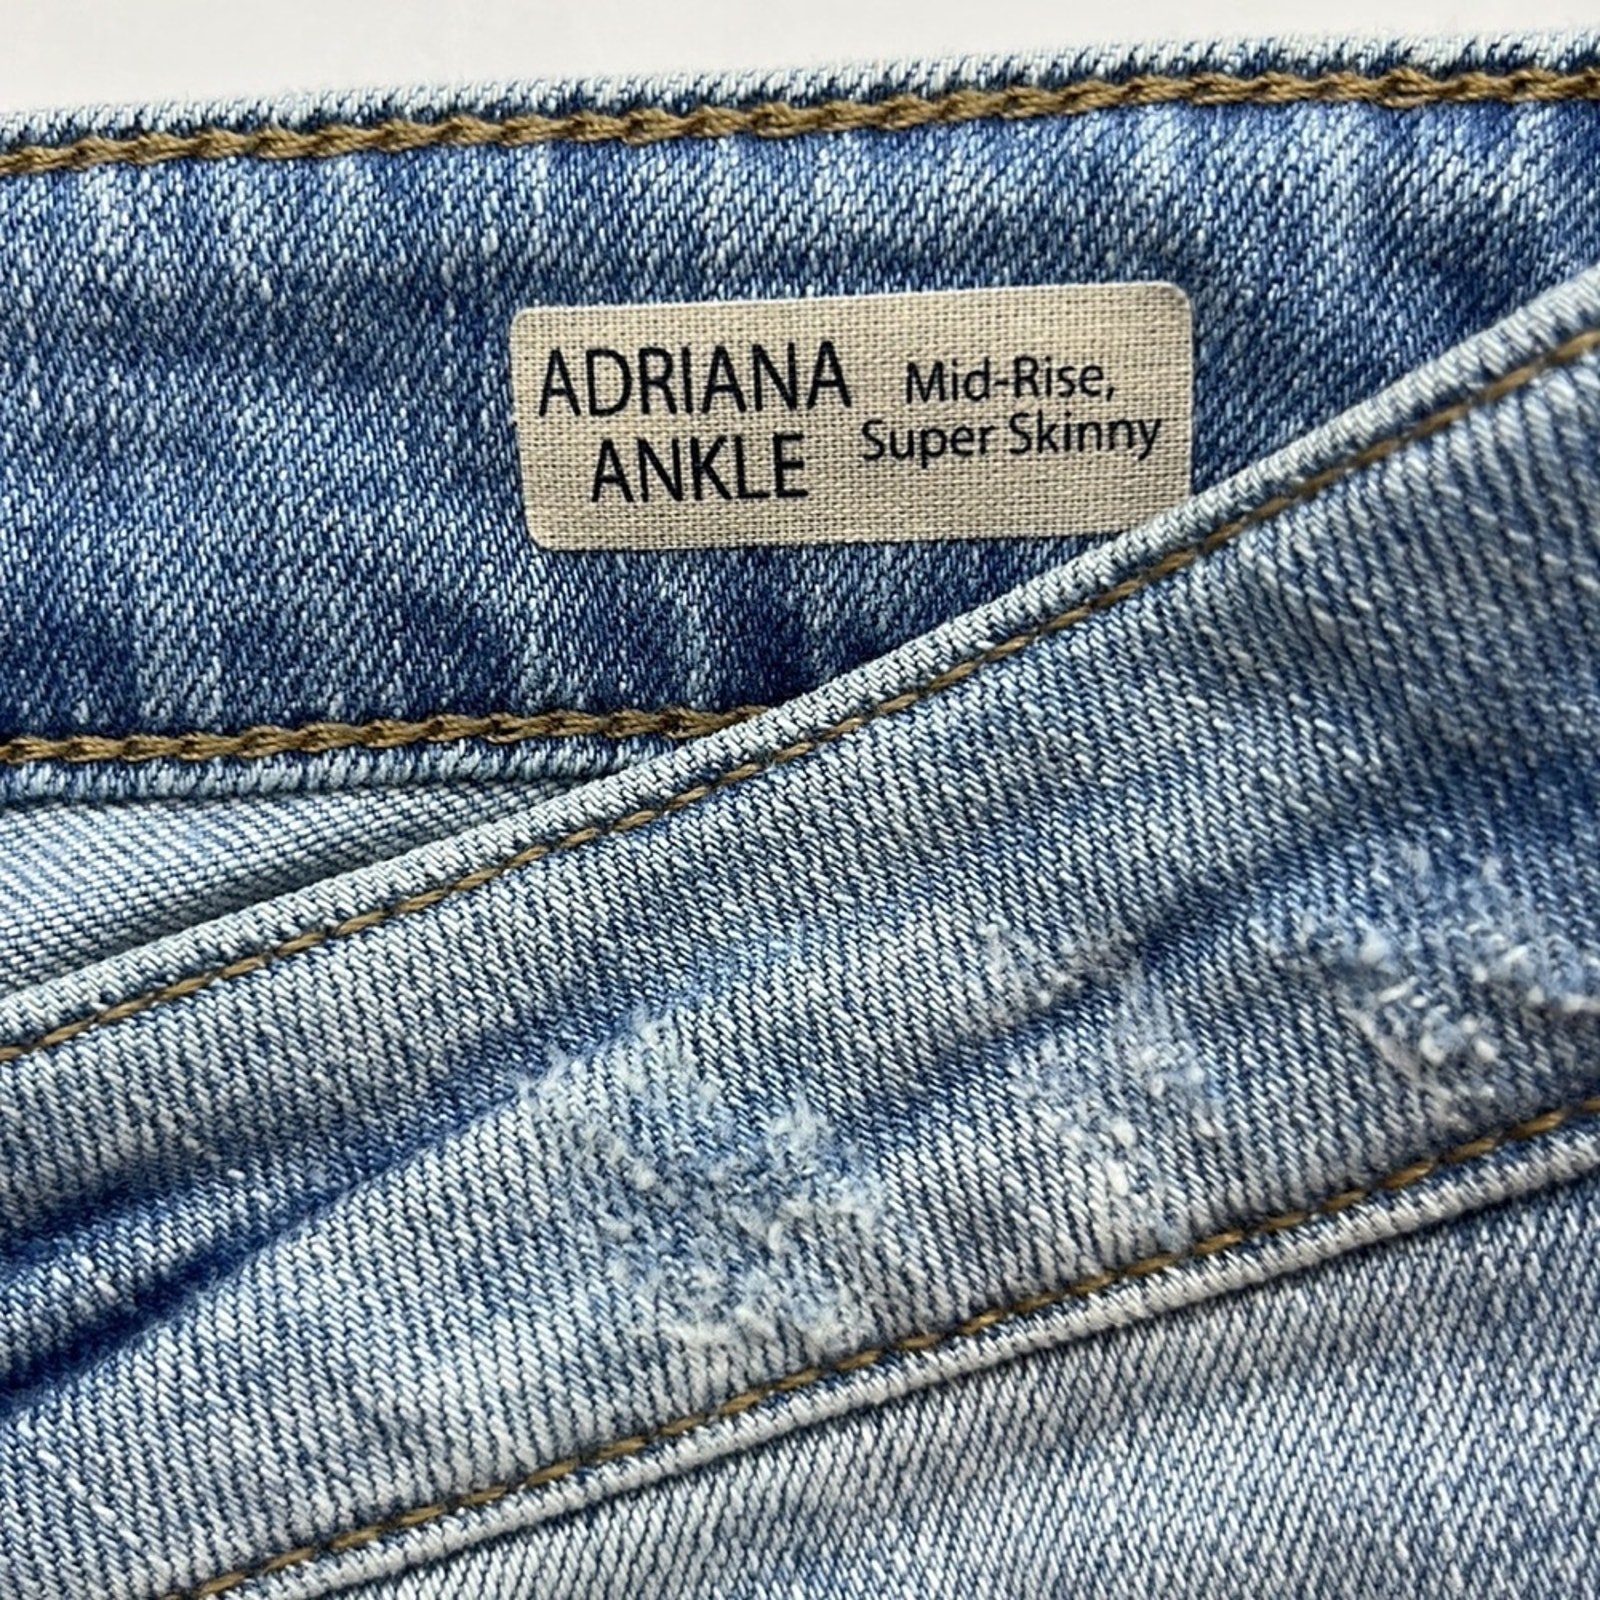 ADRIANA
ANKLE
Mid-Rise,
Super Skinny